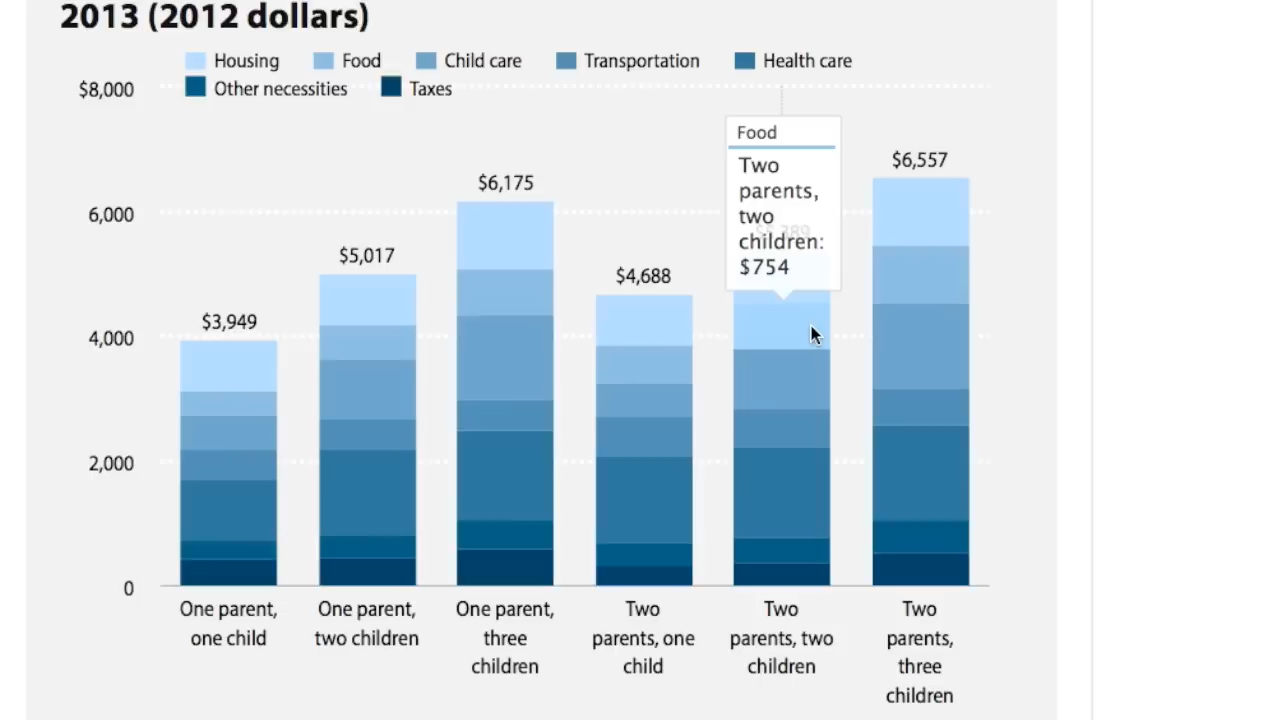 2013 (2012 dollars)
Housing Food Child care Transportation Health care
Other necessities Taxes
$8,000
6,000
4,000
2,000
0
$3,949
$5,017
$6,175
$4,688
$5,389
$6,557
Food
Two
parents,
two
children:
$754
One parent,
one child
One parent,
two children
One parent,
three
children
Two
parents, one
child
Two
parents, two
children
Two
parents,
three
children